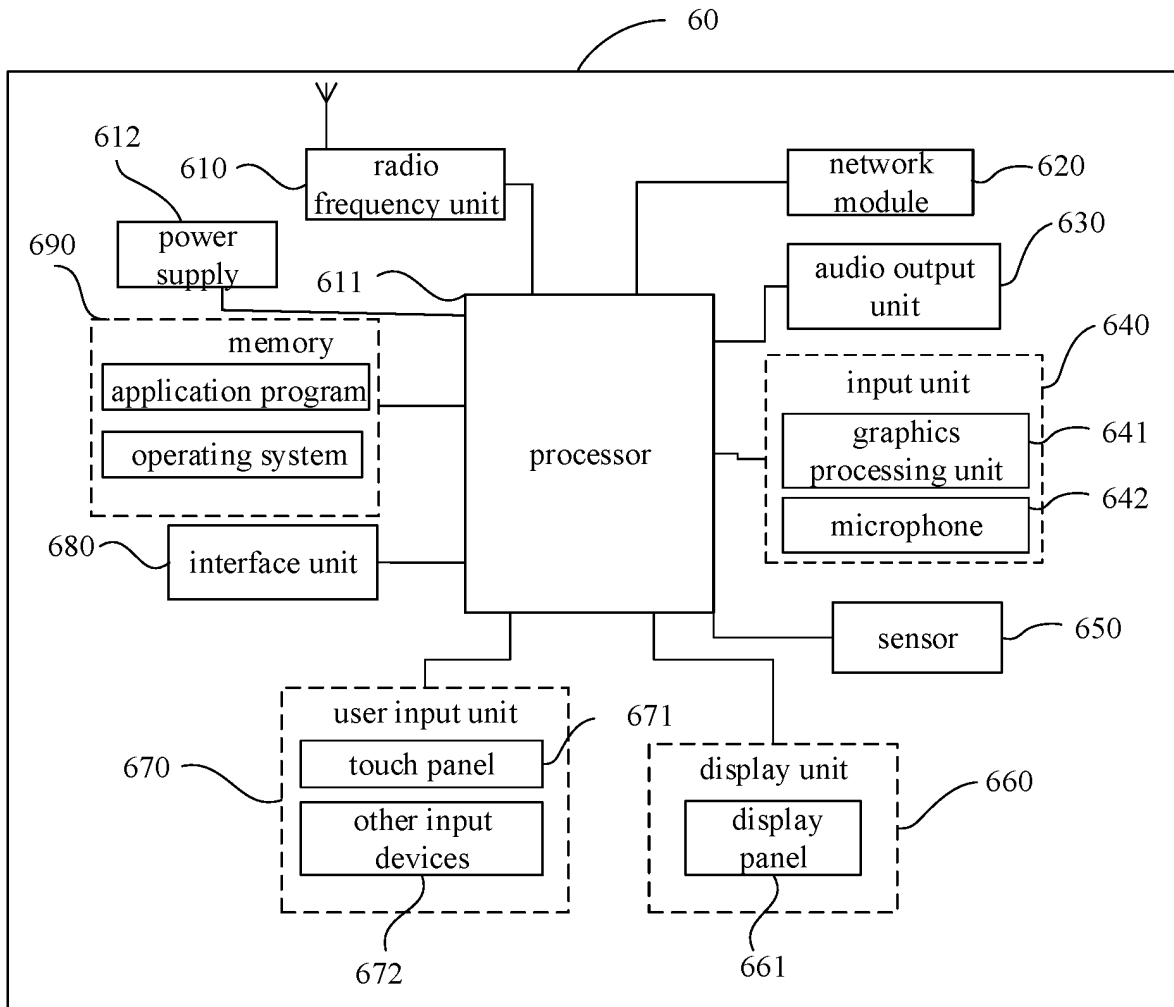 60
612
610
radio
frequency unit
network
module
620
690
power
supply
611
audio output
unit
630
memory
application program
operating system
processor
input unit
640
graphics
processing unit
641
microphone
642
680
interface unit
sensor
650
670
user input unit
touch panel
671
other input
devices
672
display unit
660
display
panel
661